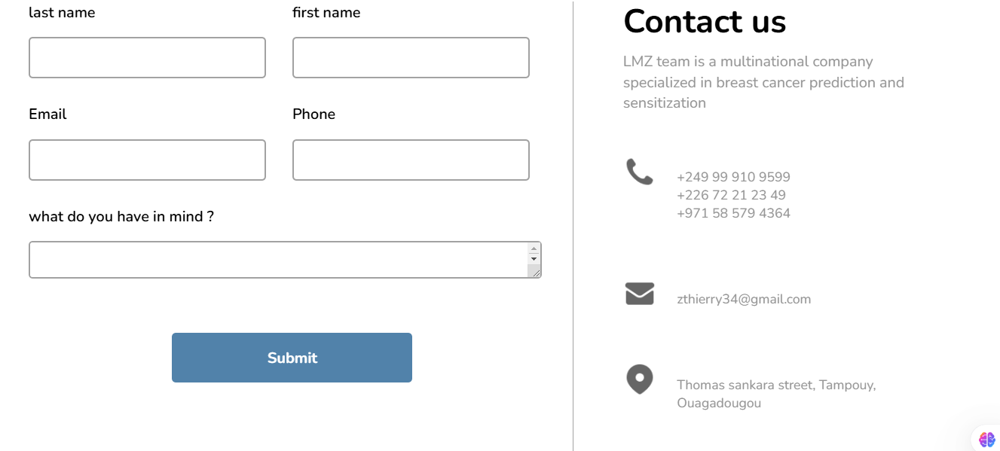 last name
first name
Email
Phone
what do you have in mind ?
Submit
Contact us
LMZ team is a multinational company
specialized in breast cancer prediction and
sensitization
+249 99 910 9599
+226 72 21 23 49
+971 58 579 4364
zthierry34@gmail.com
Thomas sankara street, Tampouy,
Ouagadougou